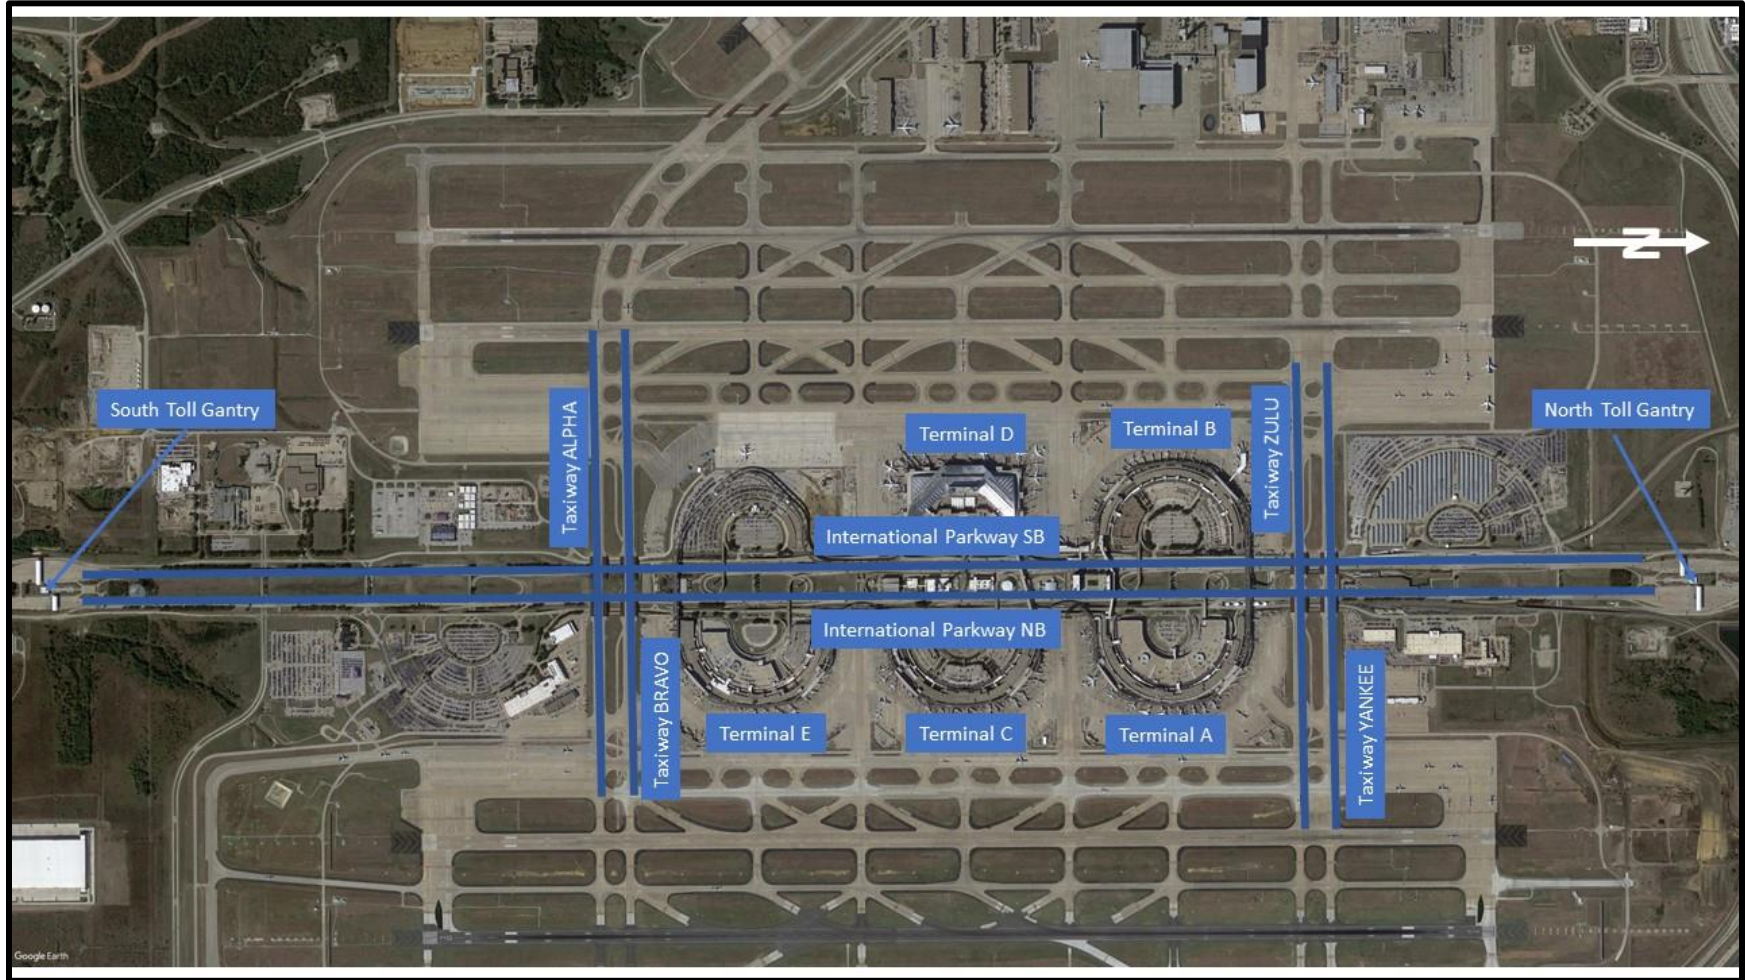 N
South Toll Gantry
Taxiway ALPHA
Terminal D
Terminal B
Taxiway ZULU
North Toll Gantry
International Parkway SB
International Parkway NB
Taxiway BRAVO
Terminal E
Terminal C
Terminal A
Taxiway YANKEE
Google Earth